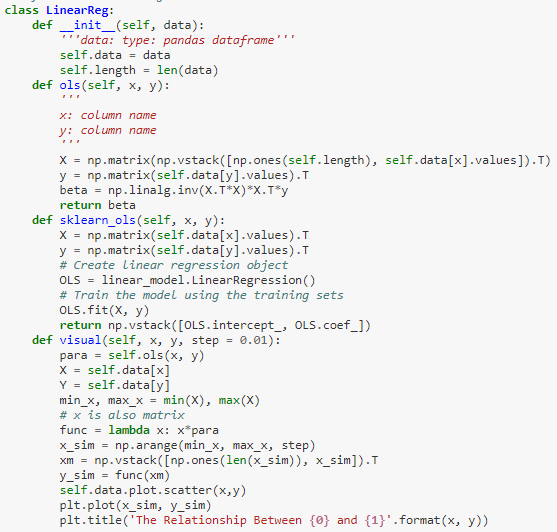 class LinearReg:
    def __init__(self, data):
        '''data: type: pandas dataframe'''
        self.data = data
        self.length = len(data)
    def ols(self, x, y):
        '''
        x: column name
        y: column name
        '''
        X = np.matrix(np.vstack([np.ones(self.length), self.data[x].values]).T)
        y = np.matrix(self.data[y].values).T
        beta = np.linalg.inv(X.T*X)*X.T*y
        return beta
    def sklearn_ols(self, x, y):
        X = np.matrix(self.data[x].values).T
        y = np.matrix(self.data[y].values).T
        # Create linear regression object
        OLS = linear_model.LinearRegression()
        # Train the model using the training sets
        OLS.fit(X, y)
        return np.vstack([OLS.intercept_, OLS.coef_])
    def visual(self, x, y, step = 0.01):
        para = self.ols(x, y)
        X = self.data[x]
        Y = self.data[y]
        min_x, max_x = min(X), max(X)
        # x is also matrix
        func = lambda x: x*para
        x_sim = np.arange(min_x, max_x, step)
        xm = np.vstack([np.ones(len(x_sim)), x_sim]).T
        y_sim = func(xm)
        self.data.plot.scatter(x,y)
        plt.plot(x_sim, y_sim)
        plt.title('The Relationship Between {0} and {1}'.format(x, y))